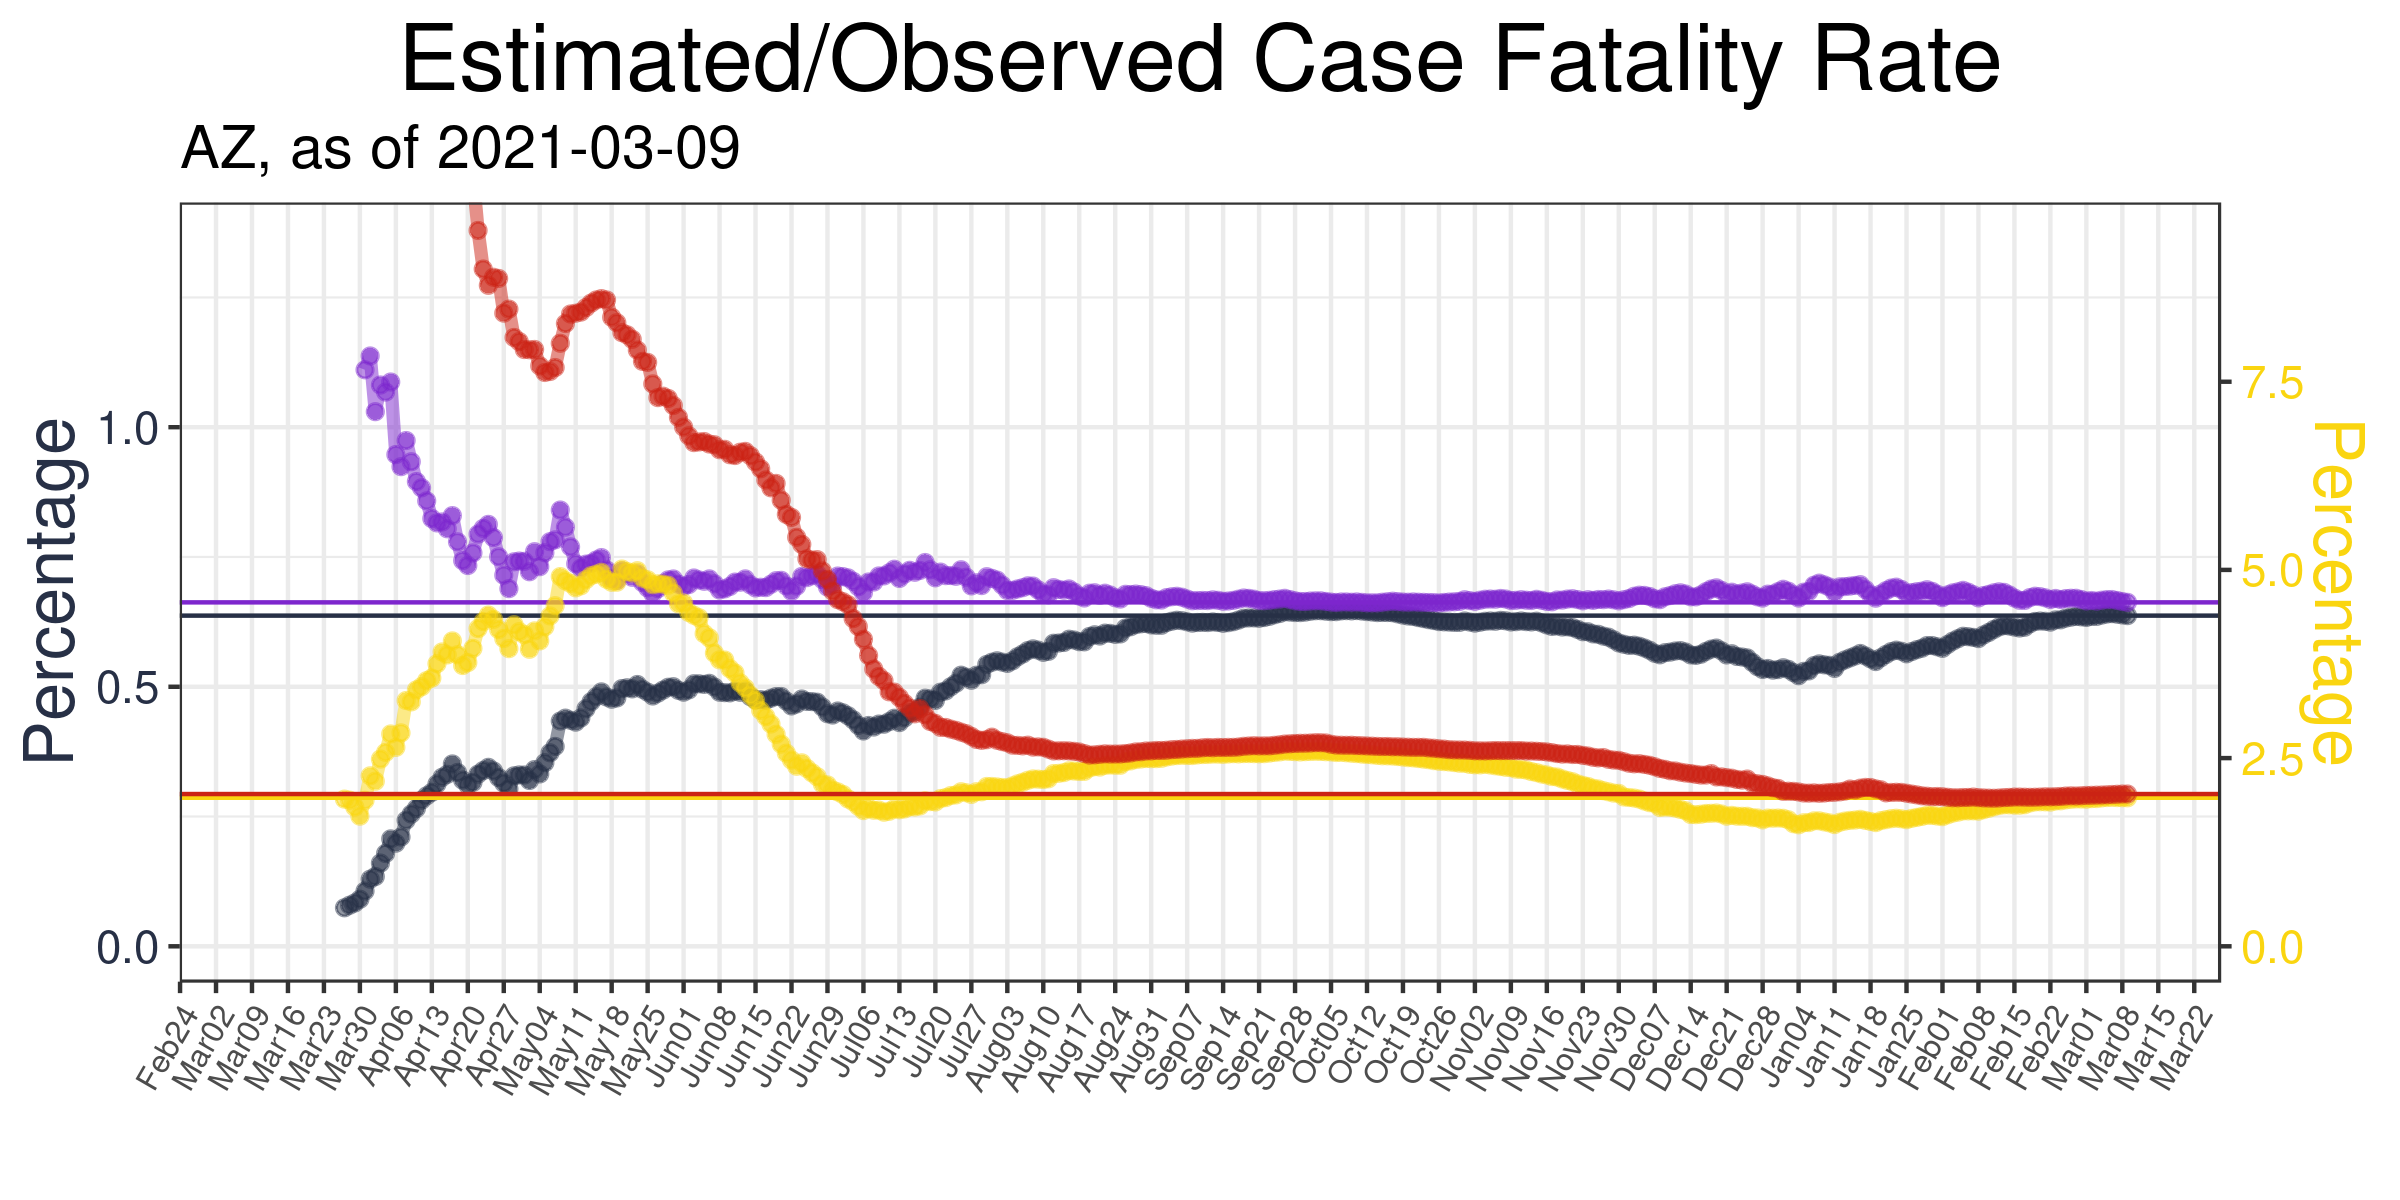 Estimated/Observed Case Fatality Rate
AZ, as of 2021-03-09
Percentage
1.0
0.5
0.0
7.5
5.0
2.5
0.0
Percentage
Feb24 Mar02 Mar09 Mar16 Mar23 Mar30 Apr06 Apr13 Apr20 Apr27 May04 May11 May18 May25 Jun01 Jun08 Jun15 Jun22 Jun29 Jul06 Jul13 Jul20 Jul27 Aug03 Aug10 Aug17 Aug24 Aug31 Sep07 Sep14 Sep21 Sep28 Oct05 Oct12 Oct19 Oct26 Nov02 Nov09 Nov16 Nov23 Nov30 Dec07 Dec14 Dec21 Dec28 Jan04 Jan11 Jan18 Jan25 Feb01 Feb08 Feb15 Feb22 Mar01 Mar08 Mar15 Mar22